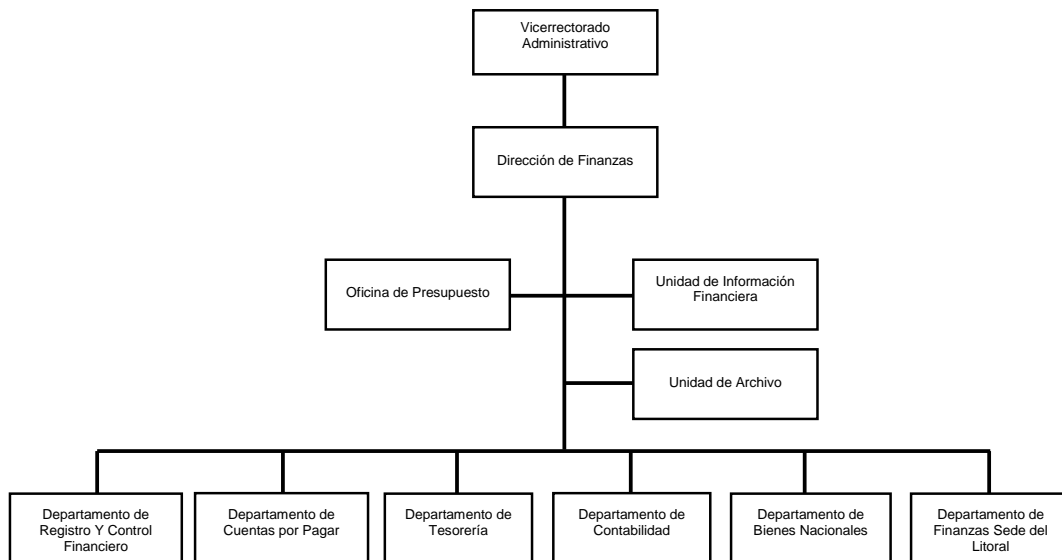 Vicerrectorado
Administrativo
Dirección de Finanzas
Oficina de Presupuesto
Unidad de Información
Financiera
Unidad de Archivo
Departamento de
Registro Y Control
Financiero
Departamento de
Cuentas por Pagar
Departamento de
Tesorería
Departamento de
Contabilidad
Departamento de
Bienes Nacionales
Departamento de
Finanzas Sede del
Litoral